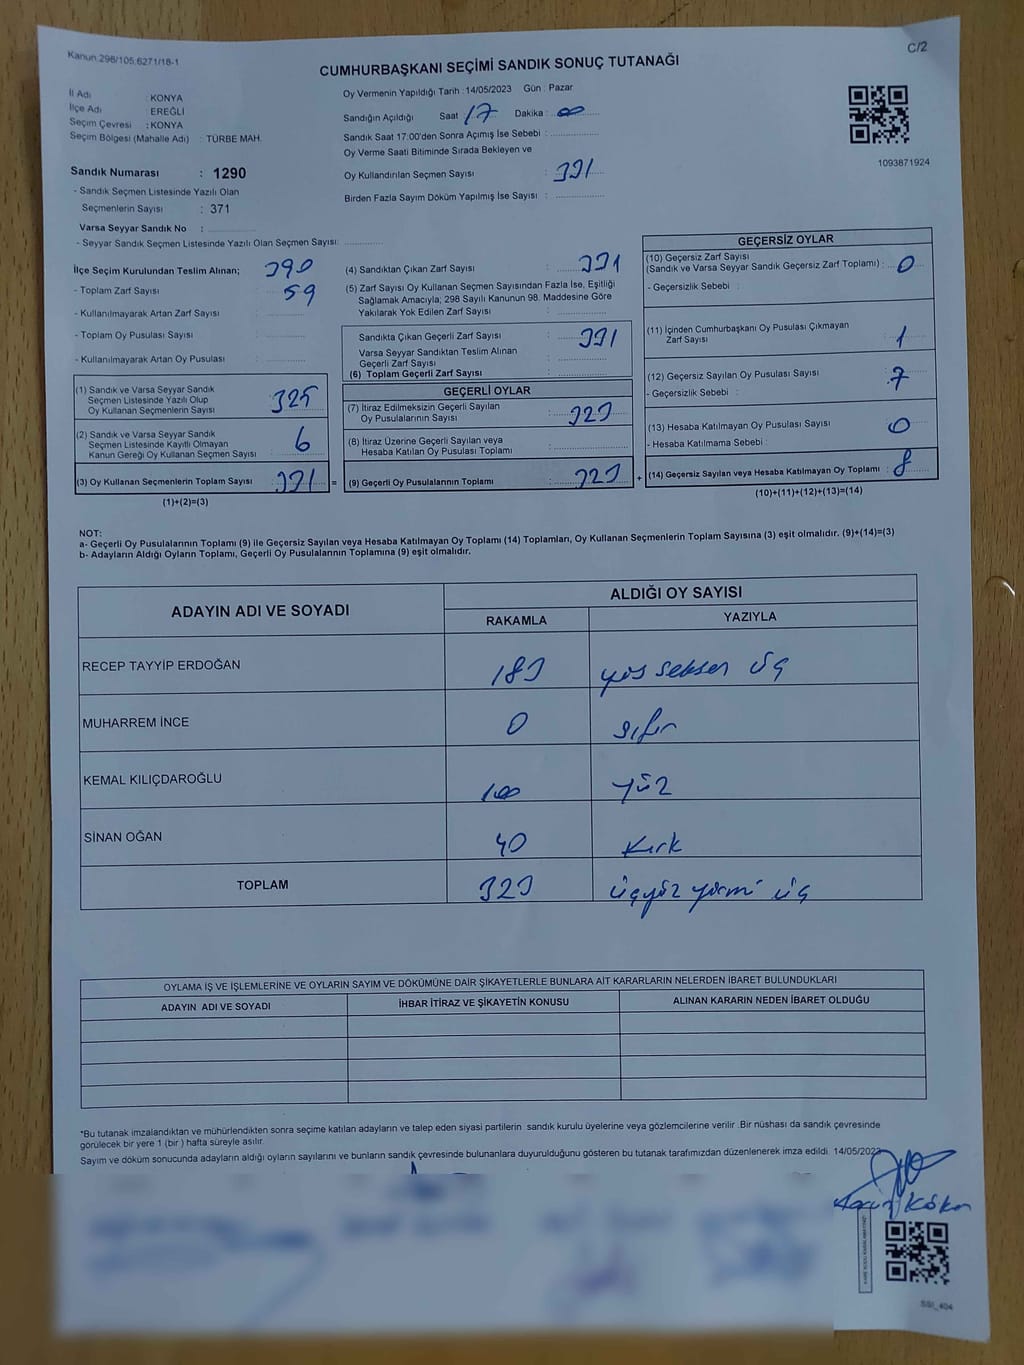 Kanun.298/105.6271/18-1
C/2
CUMHURBAŞKANI SEÇİMİ SANDIK SONUÇ TUTANAĞI
İl Adı : KONYA
İlçe Adı EREĞLİ
Seçim Çevresi : KONYA
Seçim Bölgesi (Mahalle Adı) : TÜRBE MAH.
Sandık Numarası : 1290
- Sandık Seçmen Listesinde Yazılı Olan
Seçmenlerin Sayısı : 371
Varsa Seyyar Sandık No :
- Seyyar Sandık Seçmen Listesinde Yazılı Olan Seçmen Sayısı:
Oy Vermenin Yapıldığı Tarih :14/05/2023 Gün : Pazar
Sandığın Açıldığı Saat 17 Dakika : 00
Sandık Saat 17:00'den Sonra Açımış İse Sebebi :
Oy Verme Saati Bitiminde Sırada Bekleyen ve
Oy Kullandırılan Seçmen Sayısı : 331
Birden Fazla Sayım Döküm Yapılmış İse Sayısı :
1093871924
İlçe Seçim Kurulundan Teslim Alınan; 390
- Toplam Zarf Sayısı 59
- Kullanılmayarak Artan Zarf Sayısı
- Toplam Oy Pusulası Sayısı
- Kullanılmayarak Artan Oy Pusulası
(1) Sandık ve Varsa Seyyar Sandık
Seçmen Listesinde Yazılı Olup
Oy Kullanan Seçmenlerin Sayısı 325
(2) Sandık ve Varsa Seyyar Sandık
Seçmen Listesinde Kayıtlı Olmayan
Kanun Gereği Oy Kullanan Seçmen Sayısı : 6
(3) Oy Kullanan Seçmenlerin Toplam Sayısı 331 =
(1)+(2)=(3)
(4) Sandıktan Çıkan Zarf Sayısı : 331
(5) Zarf Sayısı Oy Kullanan Seçmen Sayısından Fazla İse, Eşitliği
Sağlamak Amacıyla; 298 Sayılı Kanunun 98. Maddesine Göre
Yakılarak Yok Edilen Zarf Sayısı :
Sandıkta Çıkan Geçerli Zarf Sayısı : 331
Varsa Seyyar Sandıktan Teslim Alınan
Geçerli Zarf Sayısı :
(6) Toplam Geçerli Zarf Sayısı :
GEÇERLİ OYLAR
(7) İtiraz Edilmeksizin Geçerli Sayılan
Oy Pusulalarının Sayısı : 323
(8) İtiraz Üzerine Geçerli Sayılan veya
Hesaba Katılan Oy Pusulası Toplamı :
(9) Geçerli Oy Pusulalarının Toplamı : 323 +
GEÇERSİZ OYLAR
(10) Geçersiz Zarf Sayısı
(Sandık ve Varsa Seyyar Sandık Geçersiz Zarf Toplamı) : 0
- Geçersizlik Sebebi :
(11) İçinden Cumhurbaşkanı Oy Pusulası Çıkmayan
Zarf Sayısı : 1
(12) Geçersiz Sayılan Oy Pusulası Sayısı : 7
- Geçersizlik Sebebi :
(13) Hesaba Katılmayan Oy Pusulası Sayısı : 0
- Hesaba Katılmama Sebebi :
(14) Geçersiz Sayılan veya Hesaba Katılmayan Oy Toplamı : 8
(10)+(11)+(12)+(13)=(14)
NOT:
a- Geçerli Oy Pusulalarının Toplamı (9) ile Geçersiz Sayılan veya Hesaba Katılmayan Oy Toplamı (14) Toplamları, Oy Kullanan Seçmenlerin Toplam Sayısına (3) eşit olmalıdır. (9)+(14)=(3)
b- Adayların Aldığı Oyların Toplamı, Geçerli Oy Pusulalarının Toplamına (9) eşit olmalıdır.
ADAYIN ADI VE SOYADI ALDIĞI OY SAYISI
RAKAMLA YAZIYLA
RECEP TAYYİP ERDOĞAN 183 yüz seksen üç
MUHARREM İNCE 0 sıfır
KEMAL KILIÇDAROĞLU 100 yüz
SİNAN OĞAN 40 kırk
TOPLAM 323 üçyüz yirmi üç
OYLAMA İŞ VE İŞLEMLERİNE VE OYLARIN SAYIM VE DÖKÜMÜNE DAİR ŞİKAYETLERLE BUNLARA AİT KARARLARIN NELERDEN İBARET BULUNDUKLARI
ADAYIN ADI VE SOYADI İHBAR İTİRAZ VE ŞİKAYETİN KONUSU ALINAN KARARIN NEDEN İBARET OLDUĞU
*Bu tutanak imzalandıktan ve mühürlendikten sonra seçime katılan adayların ve talep eden siyasi partilerin sandık kurulu üyelerine veya gözlemcilerine verilir .Bir nüshası da sandık çevresinde
görülecek bir yere 1 (bir ) hafta süreyle asılır.
Sayım ve döküm sonucunda adayların aldığı oyların sayılarını ve bunların sandık çevresinde bulunanlara duyurulduğunu gösteren bu tutanak tarafımızdan düzenlenerek imza edildi. 14/05/2023
SSI_404